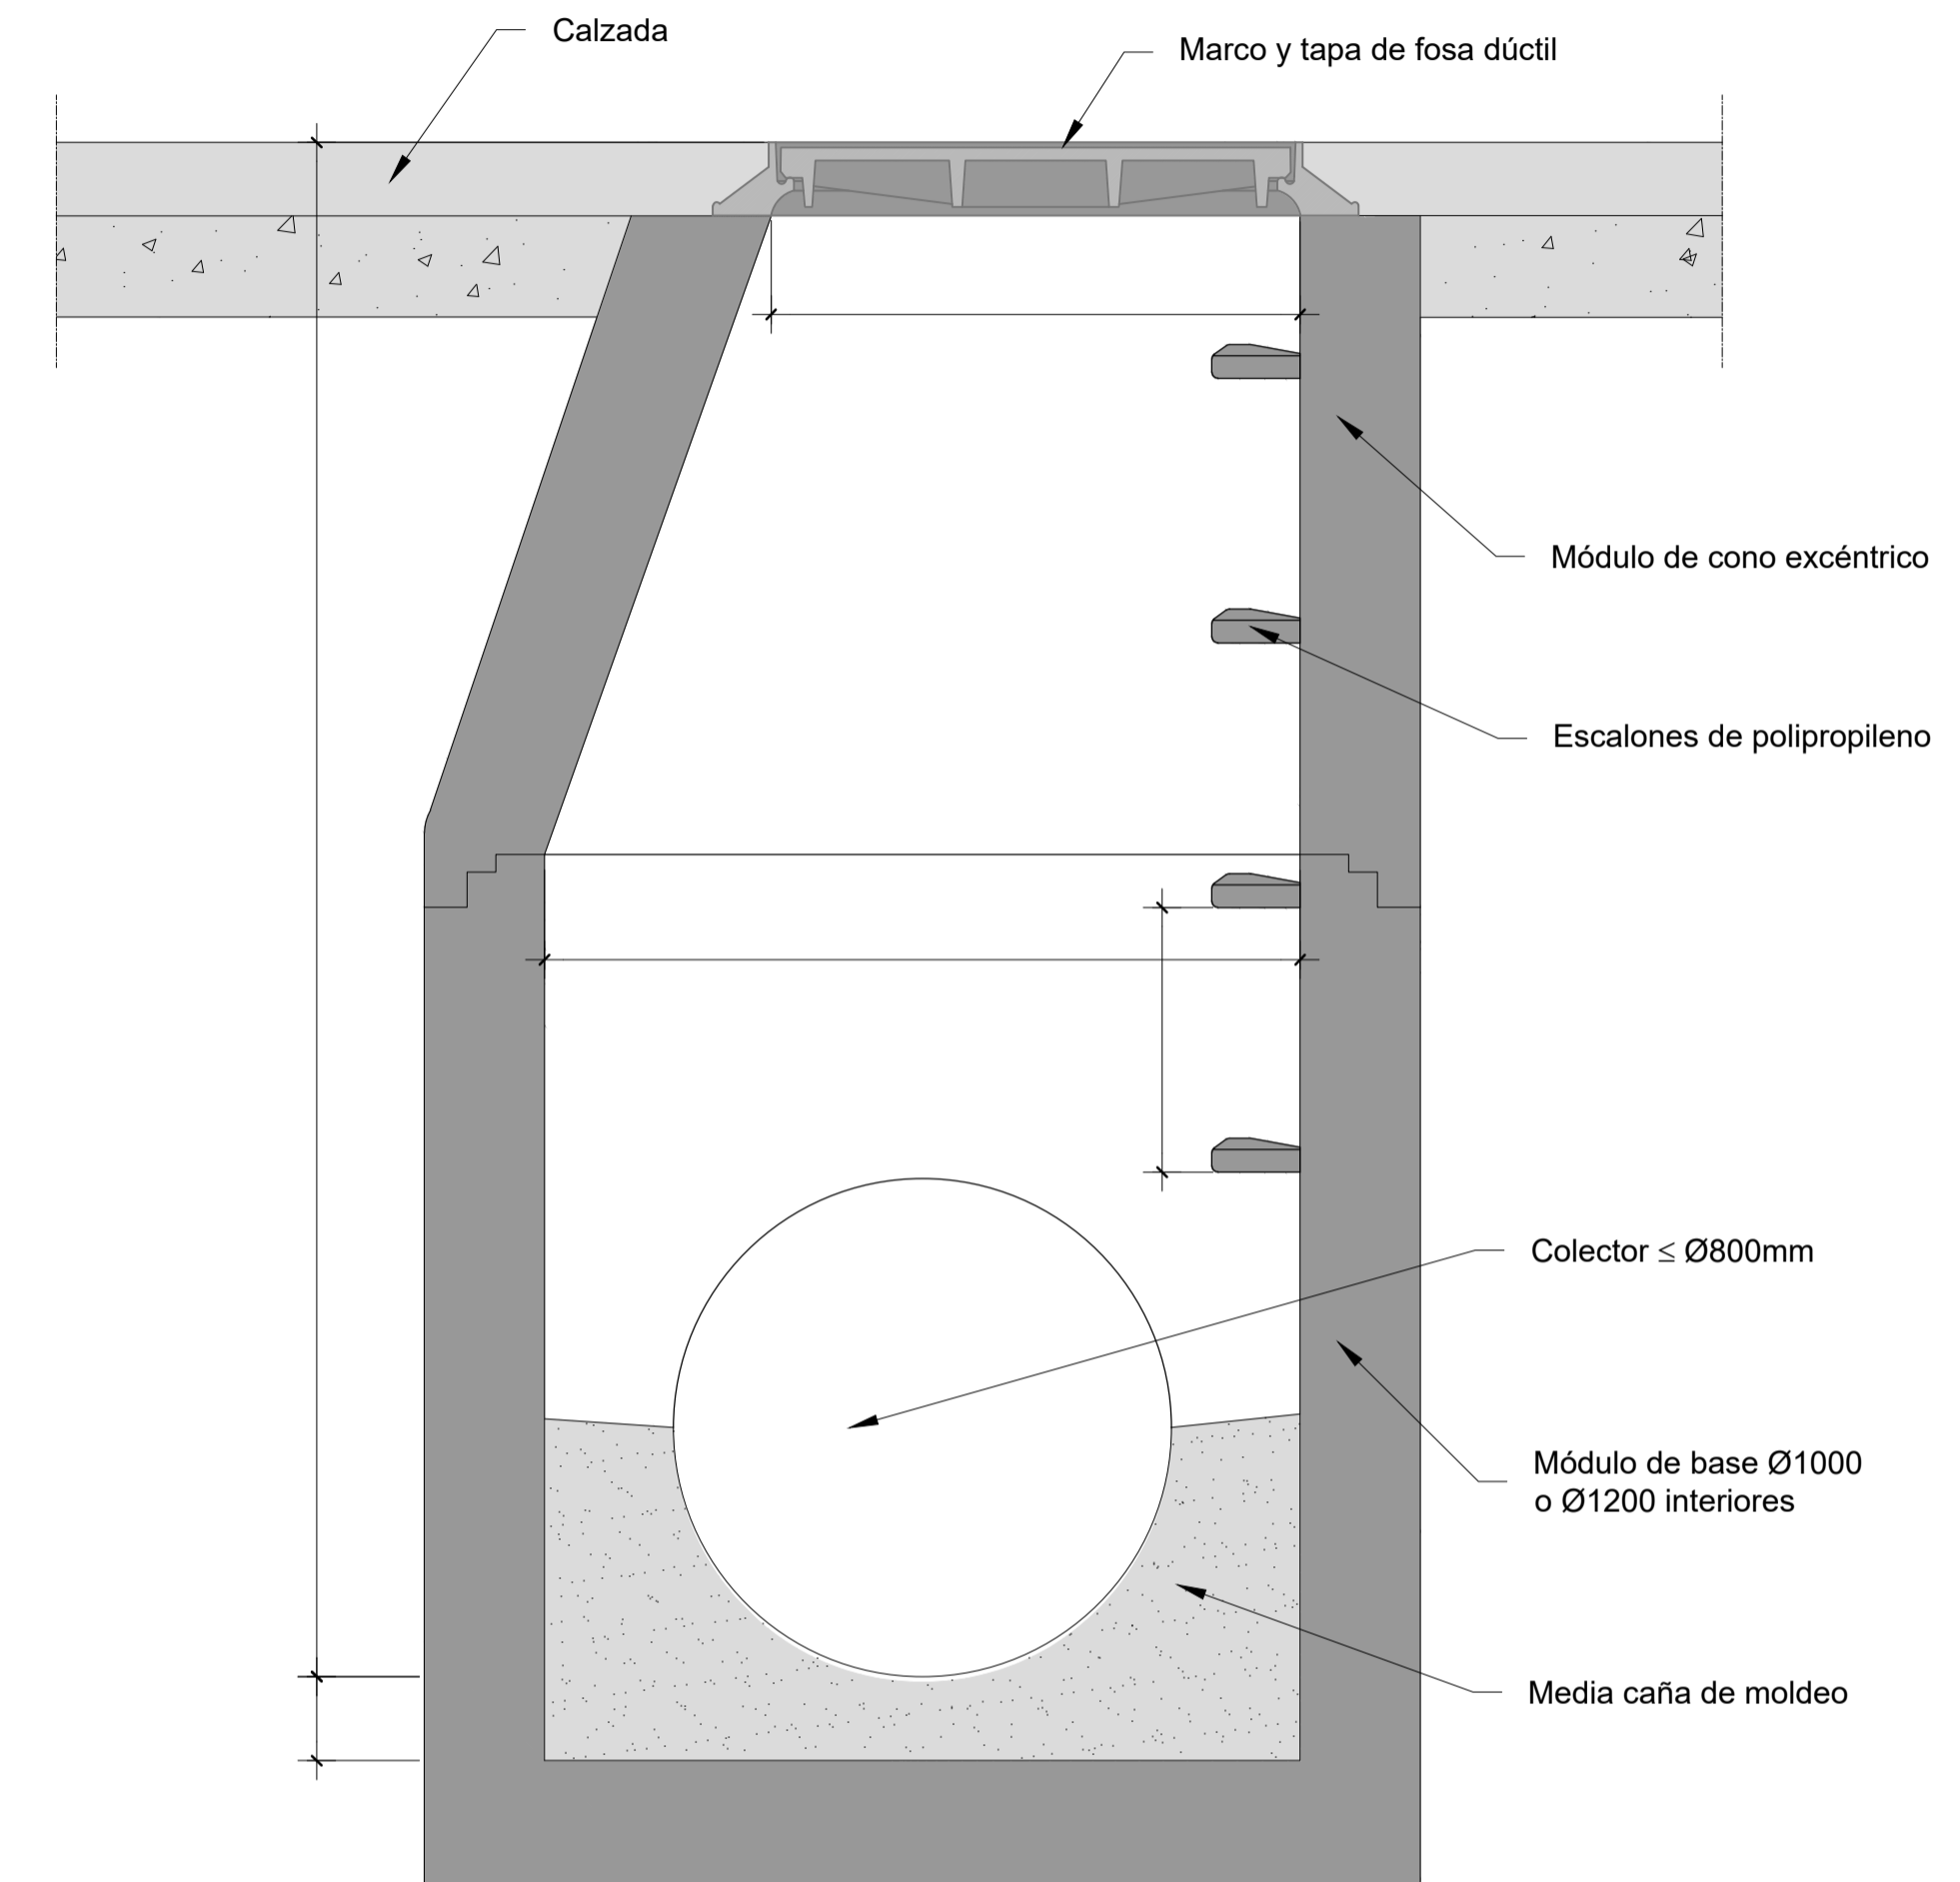 Calzada
Marco y tapa de fosa dúctil
Módulo de cono excéntrico
Escalones de polipropileno
Colector ≤ Ø800mm
Módulo de base Ø1000
o Ø1200 interiores
Media caña de moldeo